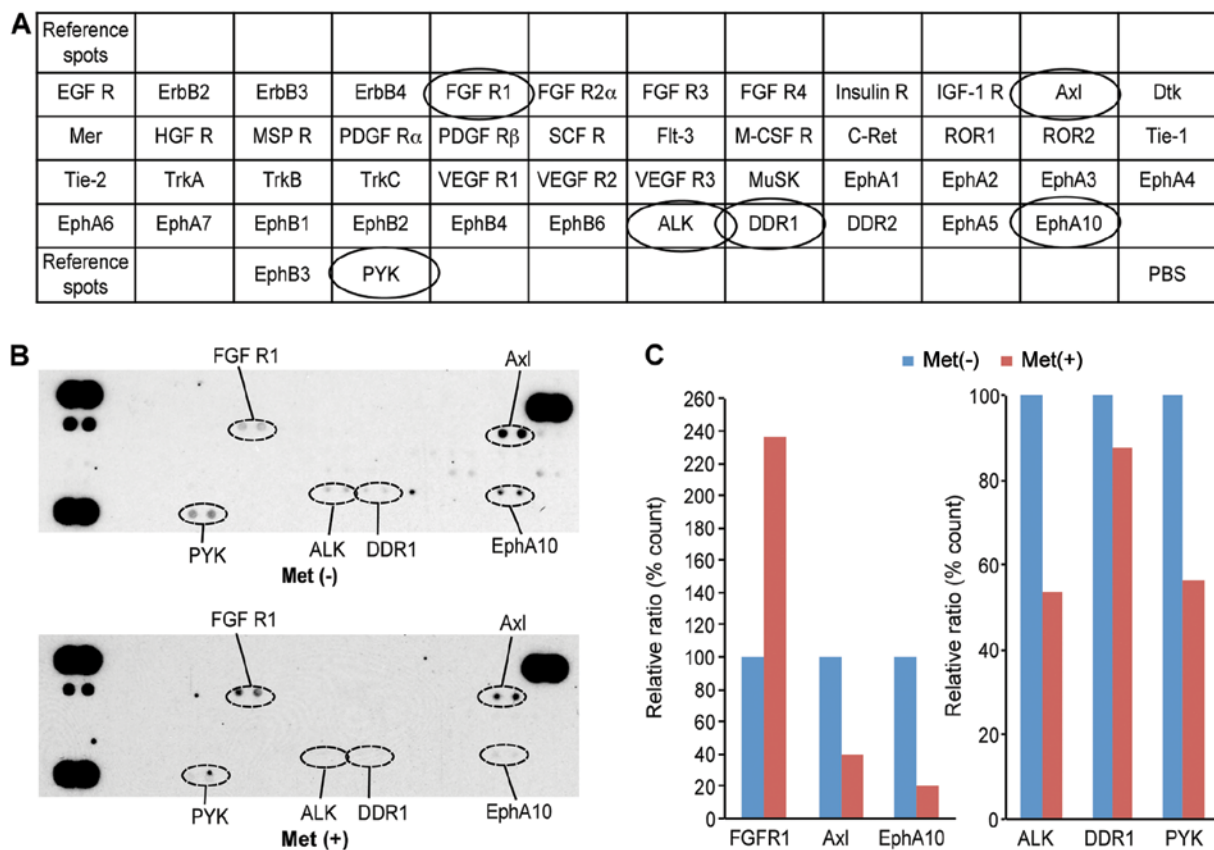 A
Reference spots
EGF R ErbB2 ErbB3 ErbB4 FGF R1 FGF R2α FGF R3 FGF R4 Insulin R IGF-1 R Axl Dtk
Mer HGF R MSP R PDGF Rα PDGF Rβ SCF R Flt-3 M-CSF R C-Ret ROR1 ROR2 Tie-1
Tie-2 TrkA TrkB TrkC VEGF R1 VEGF R2 VEGF R3 MuSK EphA1 EphA2 EphA3 EphA4
EphA6 EphA7 EphB1 EphB2 EphB4 EphB6 ALK DDR1 DDR2 EphA5 EphA10
Reference spots EphB3 PYK PBS
B
FGF R1 Axl
PYK ALK DDR1 EphA10
Met (-)
FGF R1 Axl
PYK ALK DDR1 EphA10
Met (+)
C
Met(-) Met(+)
Relative ratio (% count)
260
240
220
200
180
160
140
120
100
80
60
40
20
0
FGFR1 Axl EphA10
Relative ratio (% count)
100
80
60
40
20
0
ALK DDR1 PYK